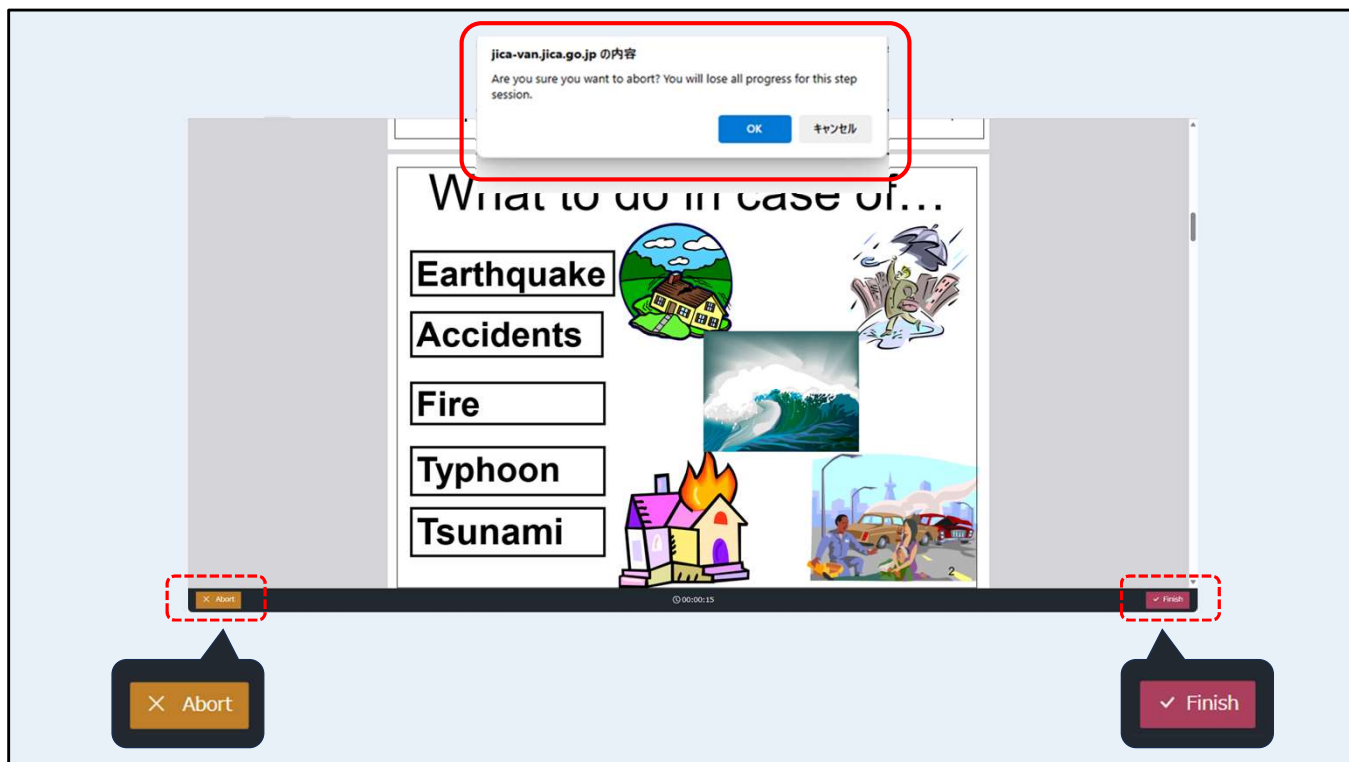 jica-van.jica.go.jp の内容
Are you sure you want to abort? You will lose all progress for this step
session.
OK
キャンセル
What to do in case of...
Earthquake
Accidents
Fire
Typhoon
Tsunami
2
Abort
00:00:15
Finish
Abort
Finish